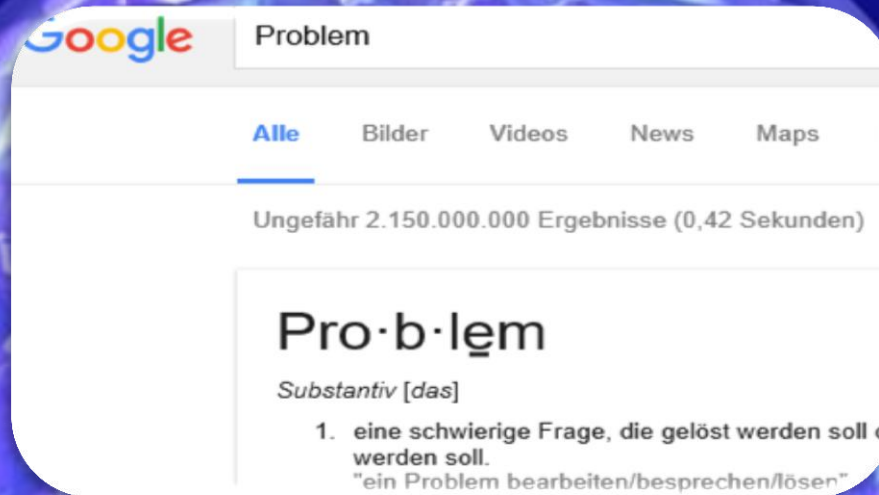 Google Problem
Alle Bilder Videos News Maps
Ungefähr 2.150.000.000 Ergebnisse (0,42 Sekunden)
Pro·b·lẹm
Substantiv [das]
1. eine schwierige Frage, die gelöst werden soll
werden soll.
"ein Problem bearbeiten/besprechen/lösen"